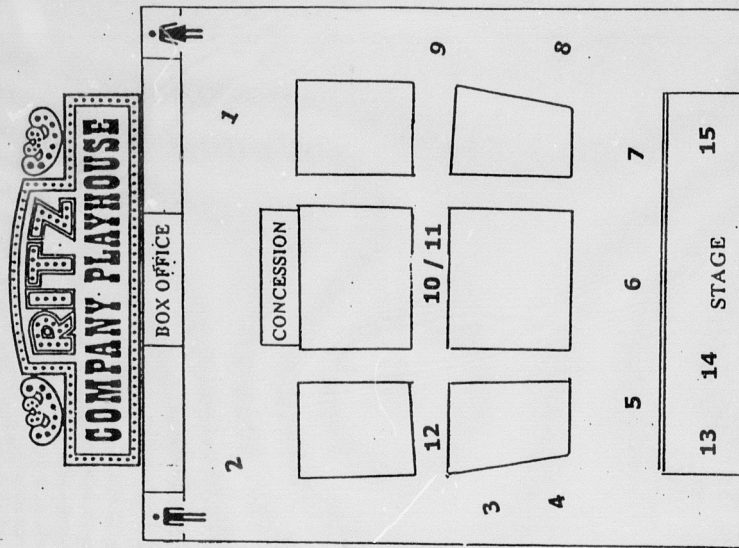 RITZ
COMPANY PLAYHOUSE
BOX OFFICE
2 1
CONCESSION
12 10 / 11 9
3
4 8
5 6 7
13 14 STAGE 15